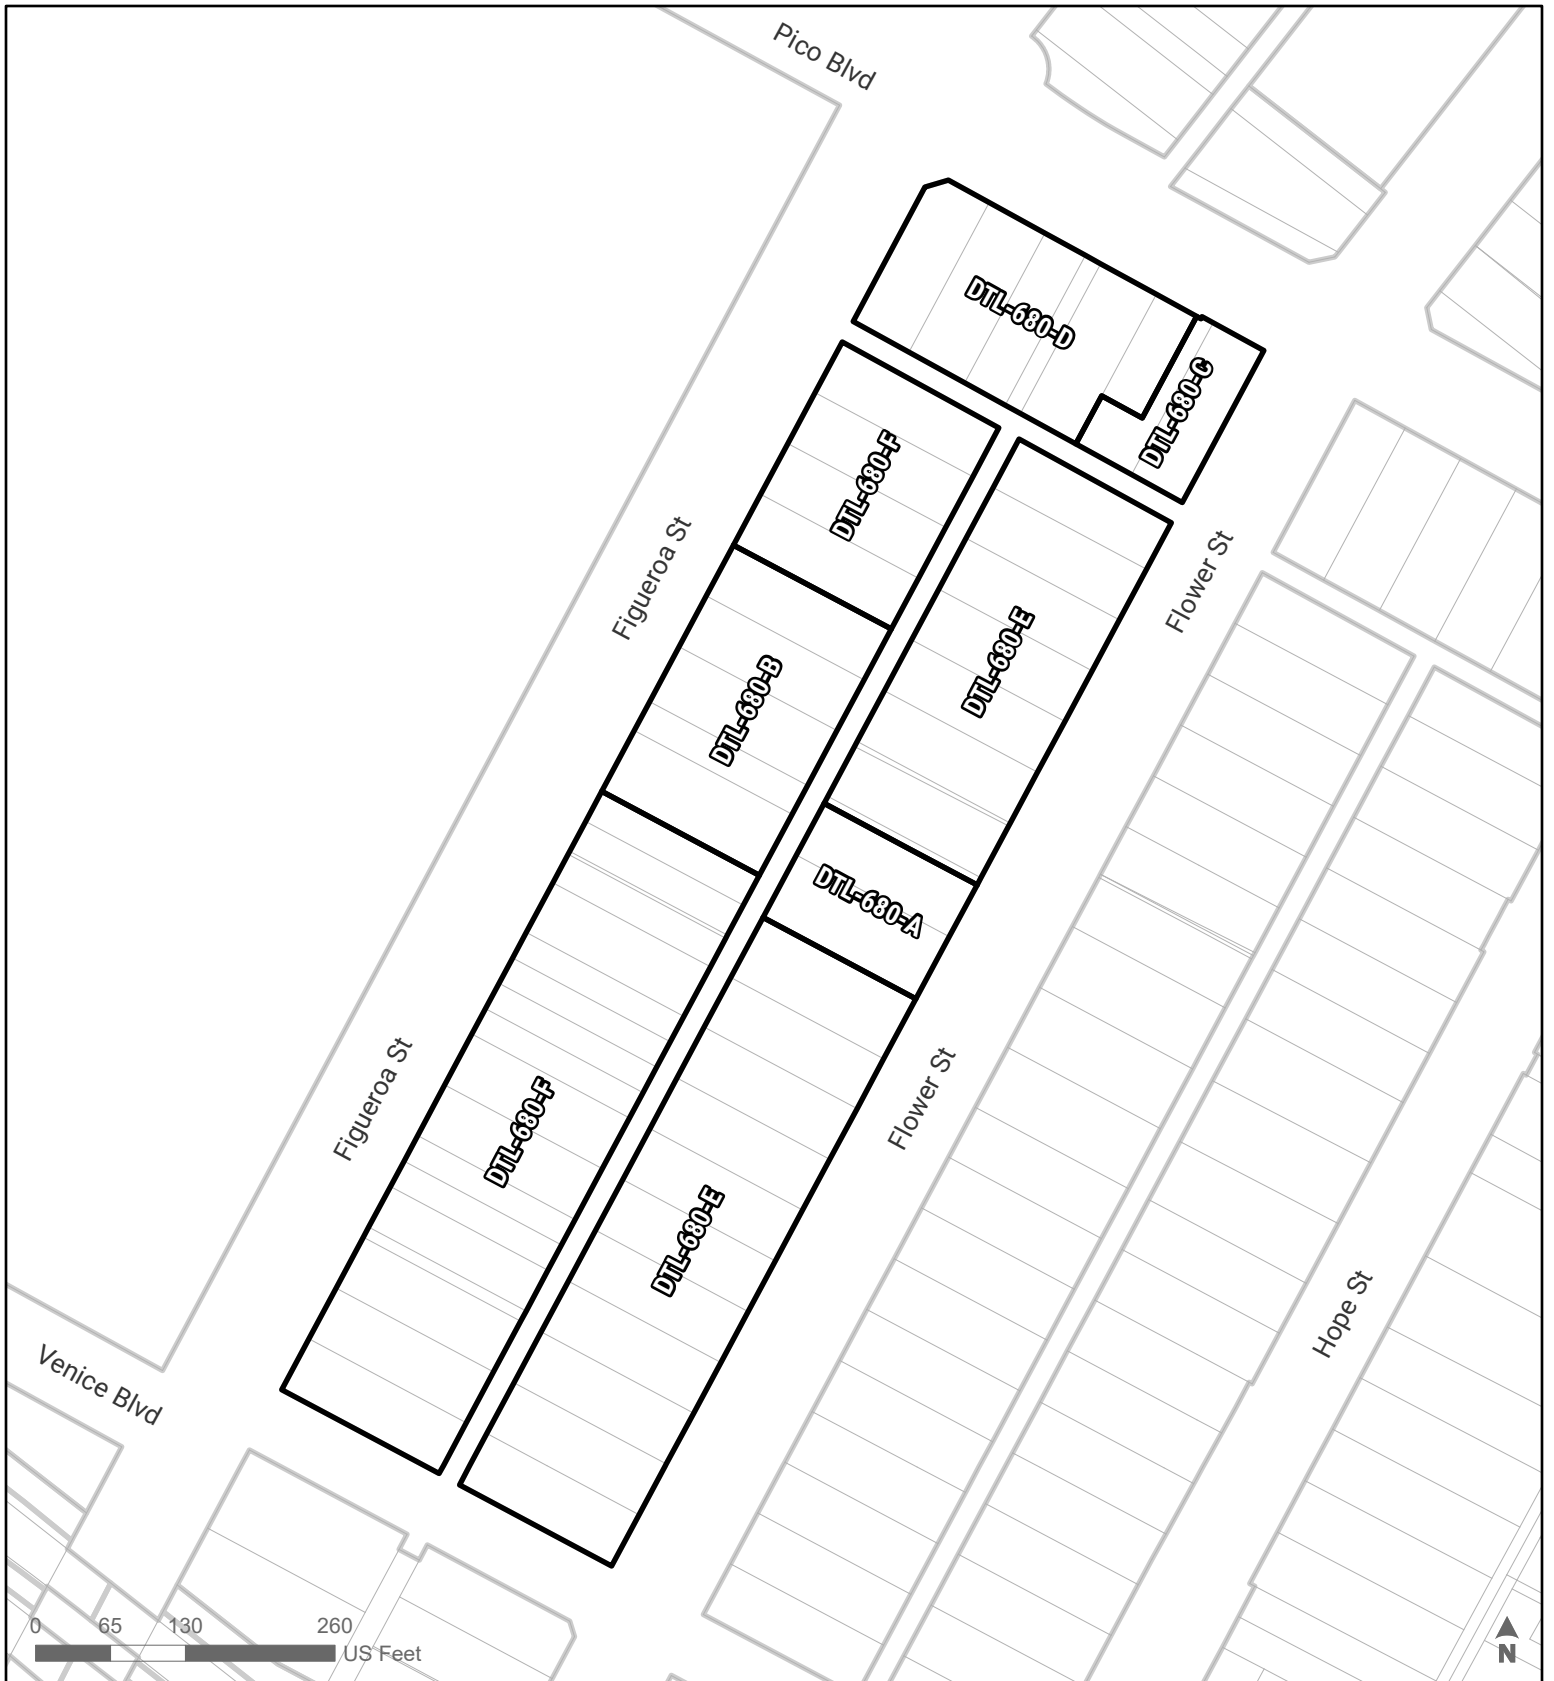 Pico Blvd
DTL-680-D
DTL-680-C
DTL-680-F
Figueroa St
Flower St
DTL-680-E
DTL-680-B
DTL-680-A
Figueroa St
Flower St
DTL-680-F
DTL-680-E
Hope St
Venice Blvd
0 65 130 260
US Feet
N